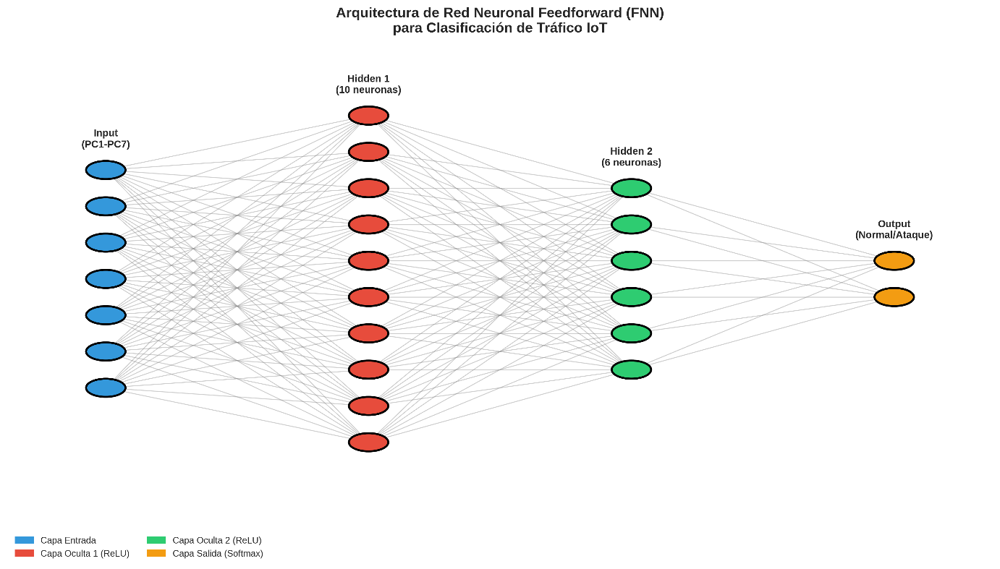 Arquitectura de Red Neuronal Feedforward (FNN)
para Clasificación de Tráfico IoT
Hidden 1
(10 neuronas)
Input
(PC1-PC7)
Hidden 2
(6 neuronas)
Output
(Normal/Ataque)
Capa Entrada
Capa Oculta 1 (ReLU)
Capa Oculta 2 (ReLU)
Capa Salida (Softmax)